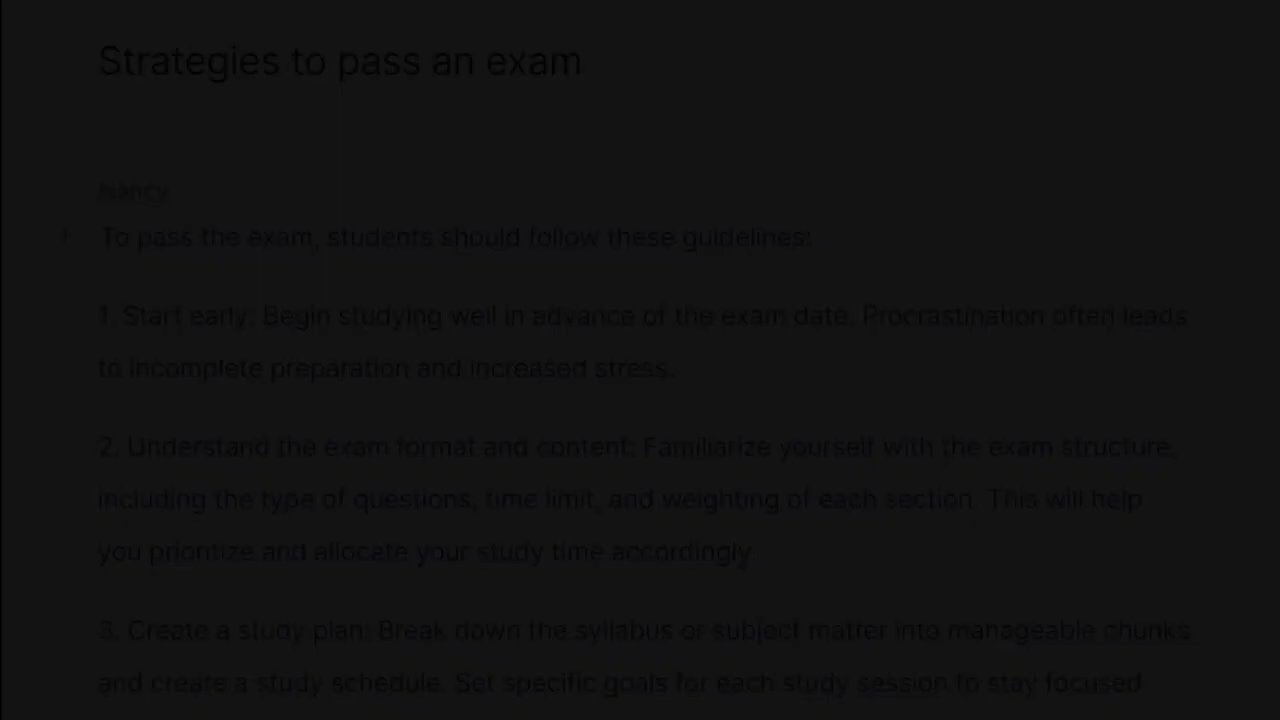 Strategies to pass an exam
Nancy
To pass the exam, students should follow these guidelines:
1. Start early: Begin studying well in advance of the exam date. Procrastination often leads
to incomplete preparation and increased stress.
2. Understand the exam format and content: Familiarize yourself with the exam structure,
including the type of questions, time limit, and weighting of each section. This will help
you prioritize and allocate your study time accordingly
3. Create a study plan: Break down the syllabus or subject matter into manageable chunks
and create a study schedule. Set specific goals for each study session to stay focused